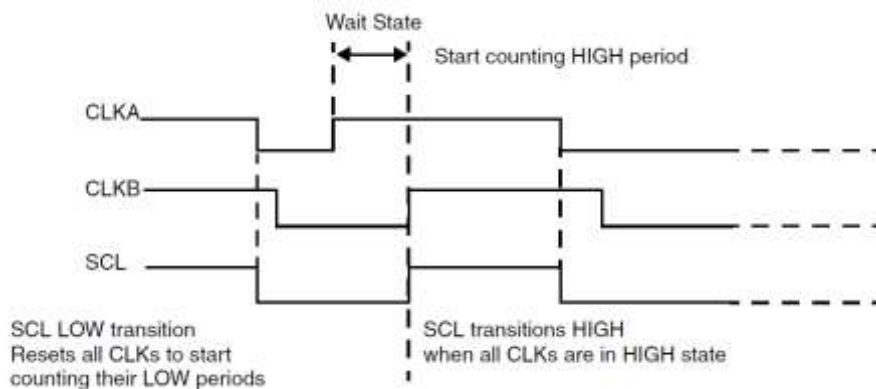 Wait State
Start counting HIGH period
CLKA
CLKB
SCL
SCL LOW transition
Resets all CLKs to start
counting their LOW periods
SCL transitions HIGH
when all CLKs are in HIGH state